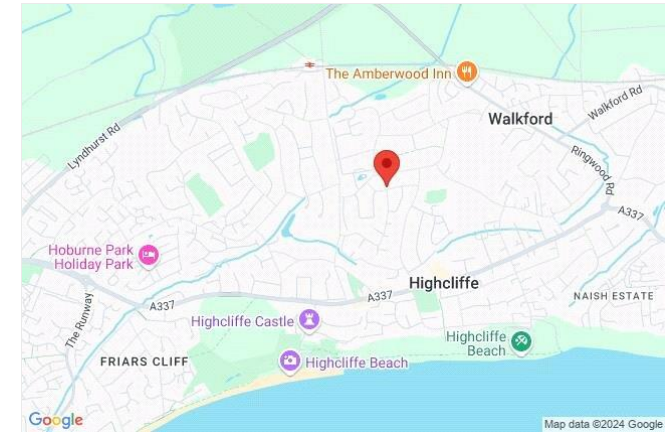 The Amberwood Inn
Walkford
Walkford Rd
Lyndhurst Rd
Ringwood Rd
A337
Hoburne Park
Holiday Park
Highcliffe
A337
A337
NAISH ESTATE
The Runway
Highcliffe Castle
Highcliffe
Beach
FRIARS CLIFF
Highcliffe Beach
Google
Map data ©2024 Google